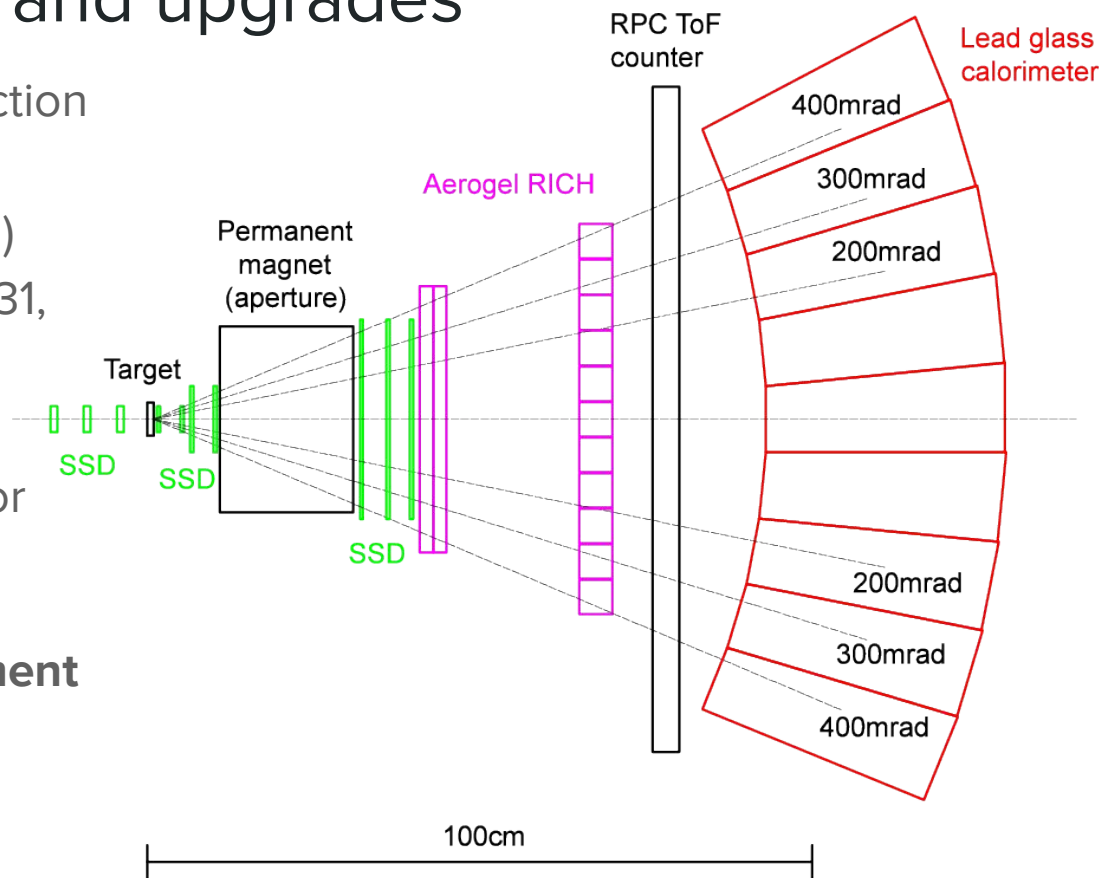 and upgrades
ction
)
31,
or
nent
RPC ToF
counter
Lead glass
calorimeter
400mrad
300mrad
200mrad
Aerogel RICH
Permanent
magnet
(aperture)
Target
SSD
SSD
SSD
200mrad
300mrad
400mrad
100cm